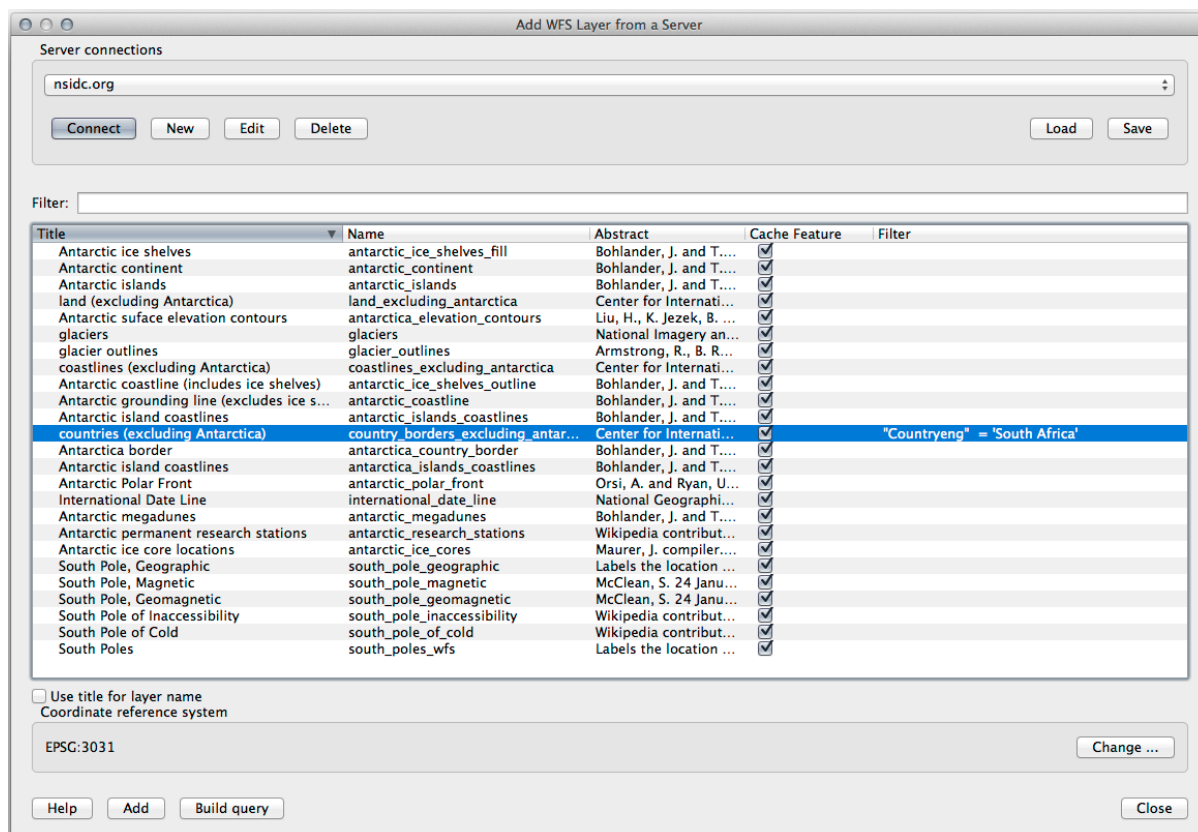 Add WFS Layer from a Server
Server connections
nsidc.org
Connect New Edit Delete Load Save
Filter:
Title Name Abstract Cache Feature Filter
Antarctic ice shelves antarctic_ice_shelves_fill Bohlander, J. and T....
Antarctic continent antarctic_continent Bohlander, J. and T....
Antarctic islands antarctic_islands Bohlander, J. and T....
land (excluding Antarctica) land_excluding_antarctica Center for Internati...
Antarctic suface elevation contours antarctica_elevation_contours Liu, H., K. Jezek, B. ...
glaciers glaciers National Imagery an...
glacier outlines glacier_outlines Armstrong, R., B. R...
coastlines (excluding Antarctica) coastlines_excluding_antarctica Center for Internati...
Antarctic coastline (includes ice shelves) antarctic_ice_shelves_outline Bohlander, J. and T....
Antarctic grounding line (excludes ice s... antarctic_coastline Bohlander, J. and T....
Antarctic island coastlines antarctic_islands_coastlines Bohlander, J. and T....
countries (excluding Antarctica) country_borders_excluding_antar... Center for Internati... "Countryeng" = 'South Africa'
Antarctica border antarctica_country_border Bohlander, J. and T....
Antarctic island coastlines antarctica_islands_coastlines Bohlander, J. and T....
Antarctic Polar Front antarctic_polar_front Orsi, A. and Ryan, U...
International Date Line international_date_line National Geographi...
Antarctic megadunes antarctic_megadunes Bohlander, J. and T....
Antarctic permanent research stations antarctic_research_stations Wikipedia contribut...
Antarctic ice core locations antarctic_ice_cores Maurer, J. compiler....
South Pole, Geographic south_pole_geographic Labels the location ...
South Pole, Magnetic south_pole_magnetic McClean, S. 24 Janu...
South Pole, Geomagnetic south_pole_geomagnetic McClean, S. 24 Janu...
South Pole of Inaccessibility south_pole_inaccessibility Wikipedia contribut...
South Pole of Cold south_pole_of_cold Wikipedia contribut...
South Poles south_poles_wfs Labels the location ...
Use title for layer name
Coordinate reference system
EPSG:3031 Change ...
Help Add Build query Close